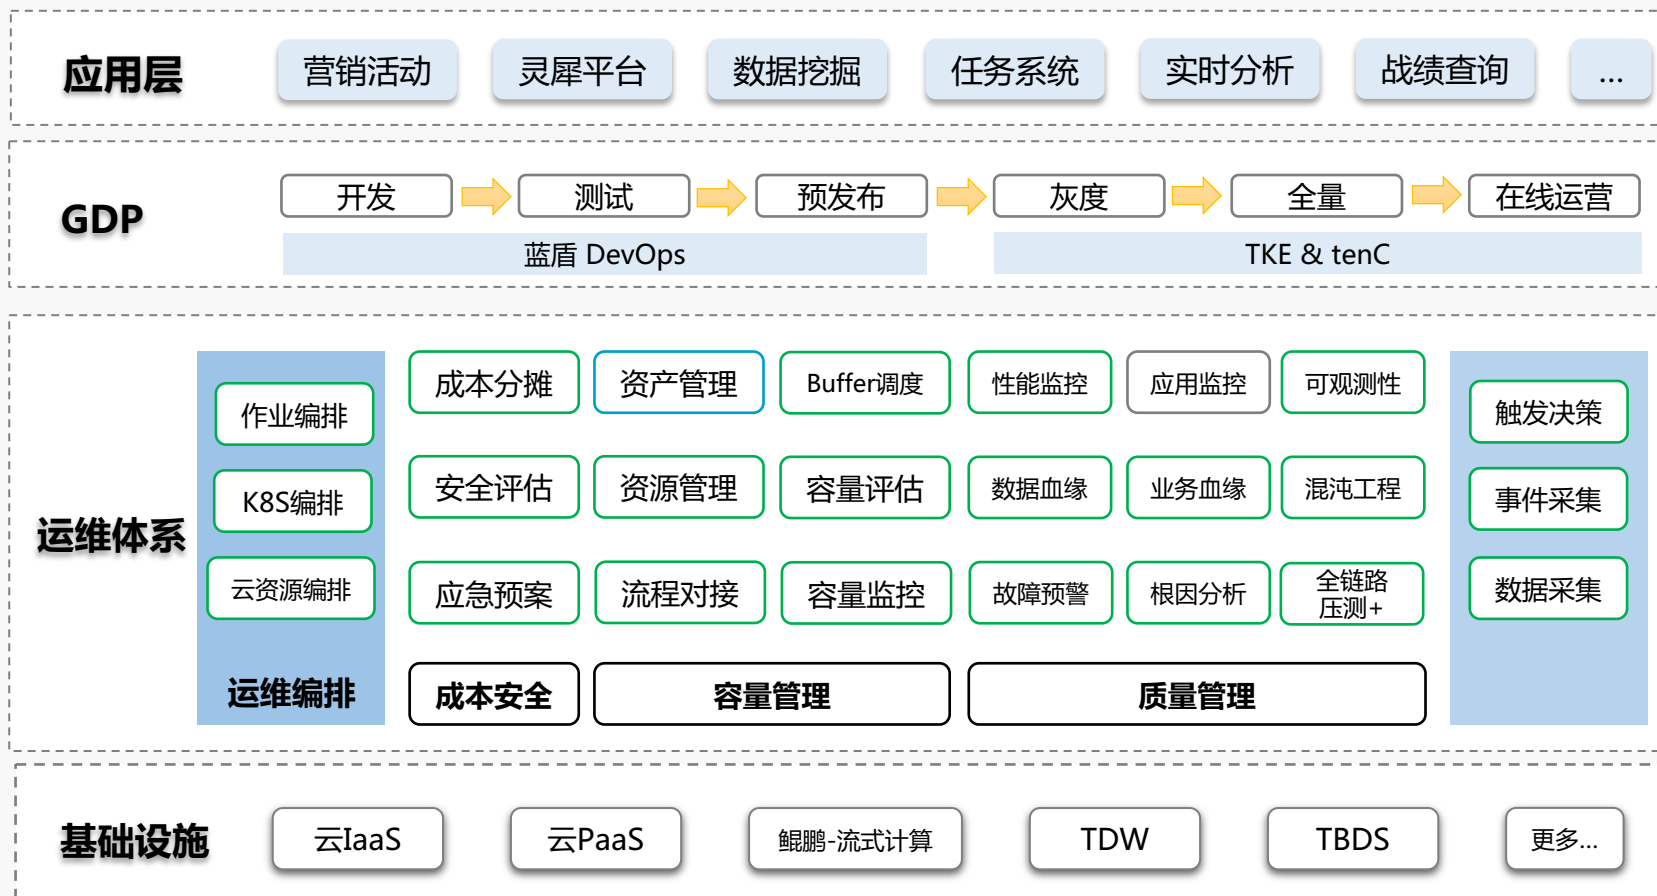 应用层
营销活动
灵犀平台
数据挖掘
任务系统
实时分析
战绩查询
...
GDP
开发
测试
预发布
灰度
全量
在线运营
蓝盾 DevOps
TKE & tenC
运维体系
作业编排
K8S编排
云资源编排
运维编排
成本分摊
资产管理
Buffer调度
性能监控
应用监控
可观测性
安全评估
资源管理
容量评估
数据血缘
业务血缘
混沌工程
应急预案
流程对接
容量监控
故障预警
根因分析
全链路
压测+
成本安全
容量管理
质量管理
触发决策
事件采集
数据采集
基础设施
云IaaS
云PaaS
鲲鹏-流式计算
TDW
TBDS
更多...